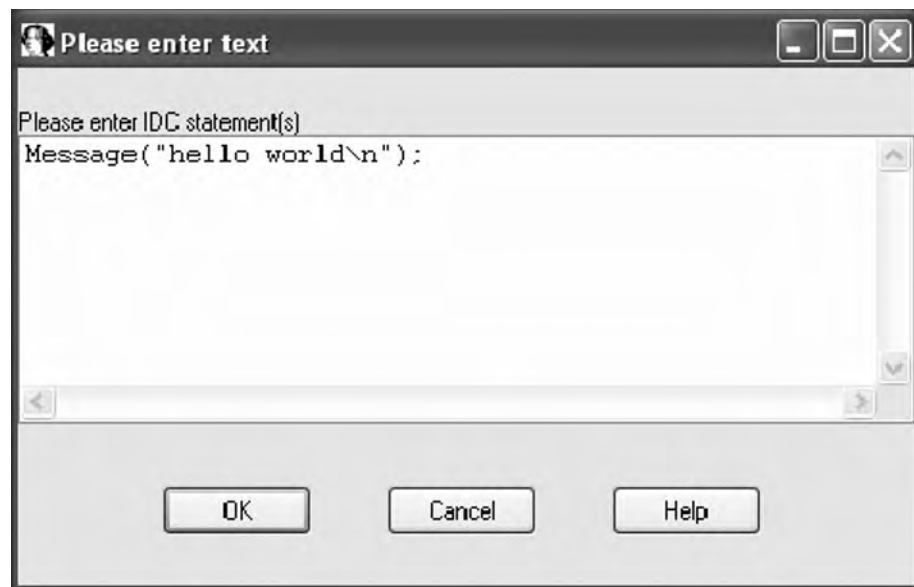 Please enter text
Please enter IDC statement(s)
Message("hello world\n");
OK
Cancel
Help